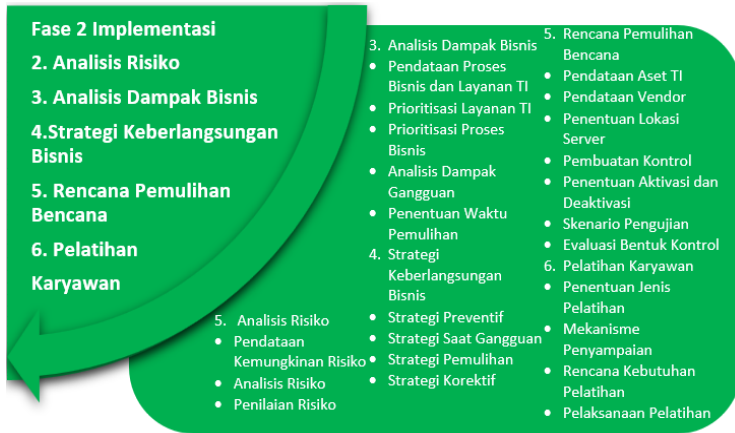 Fase 2 Implementasi
2. Analisis Risiko
3. Analisis Dampak Bisnis
4.Strategi Keberlangsungan
Bisnis
5. Rencana Pemulihan
Bencana
6. Pelatihan
Karyawan
5. Analisis Risiko
• Pendataan
Kemungkinan Risiko
• Analisis Risiko
• Penilaian Risiko
3. Analisis Dampak Bisnis
• Pendataan Proses
Bisnis dan Layanan TI
• Prioritisasi Layanan TI
• Prioritisasi Proses
Bisnis
• Analisis Dampak
Gangguan
• Penentuan Waktu
Pemulihan
4. Strategi
Keberlangsungan
Bisnis
• Strategi Preventif
• Strategi Saat Gangguan
• Strategi Pemulihan
• Strategi Korektif
5. Rencana Pemulihan
Bencana
• Pendataan Aset TI
• Pendataan Vendor
• Penentuan Lokasi
Server
• Pembuatan Kontrol
• Penentuan Aktivasi dan
Deaktivasi
• Skenario Pengujian
• Evaluasi Bentuk Kontrol
6. Pelatihan Karyawan
• Penentuan Jenis
Pelatihan
• Mekanisme
Penyampaian
• Rencana Kebutuhan
Pelatihan
• Pelaksanaan Pelatihan